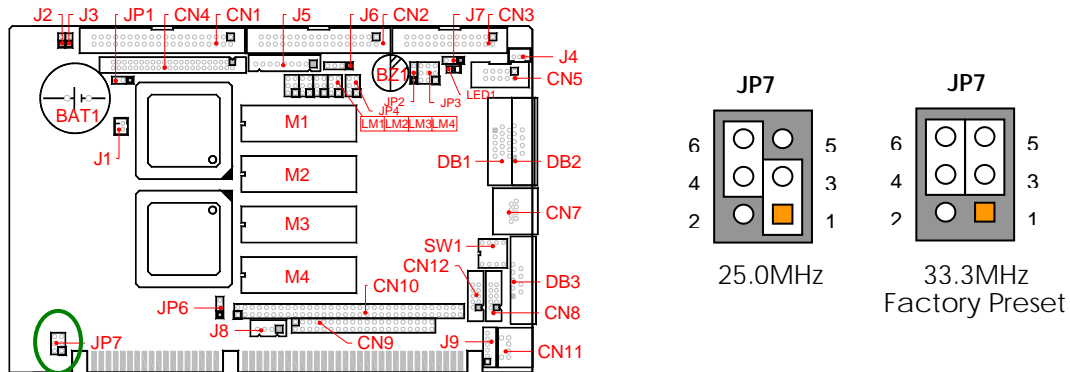 J2 J3 JP1 CN4 CN1 J5 J6 CN2 J7 CN3
J4
CN5
BZ1
LED1
JP2 JP3
JP4
BAT1
LM1 LM2 LM3 LM4
M1
J1
DB1 DB2
M2
CN7
M3
SW1
CN12
M4
DB3
CN10
JP6
CN8
J8
JP7
CN9
J9
CN11
JP7
6 5
4 3
2 1
25.0MHz
JP7
6 5
4 3
2 1
33.3MHz
Factory Preset